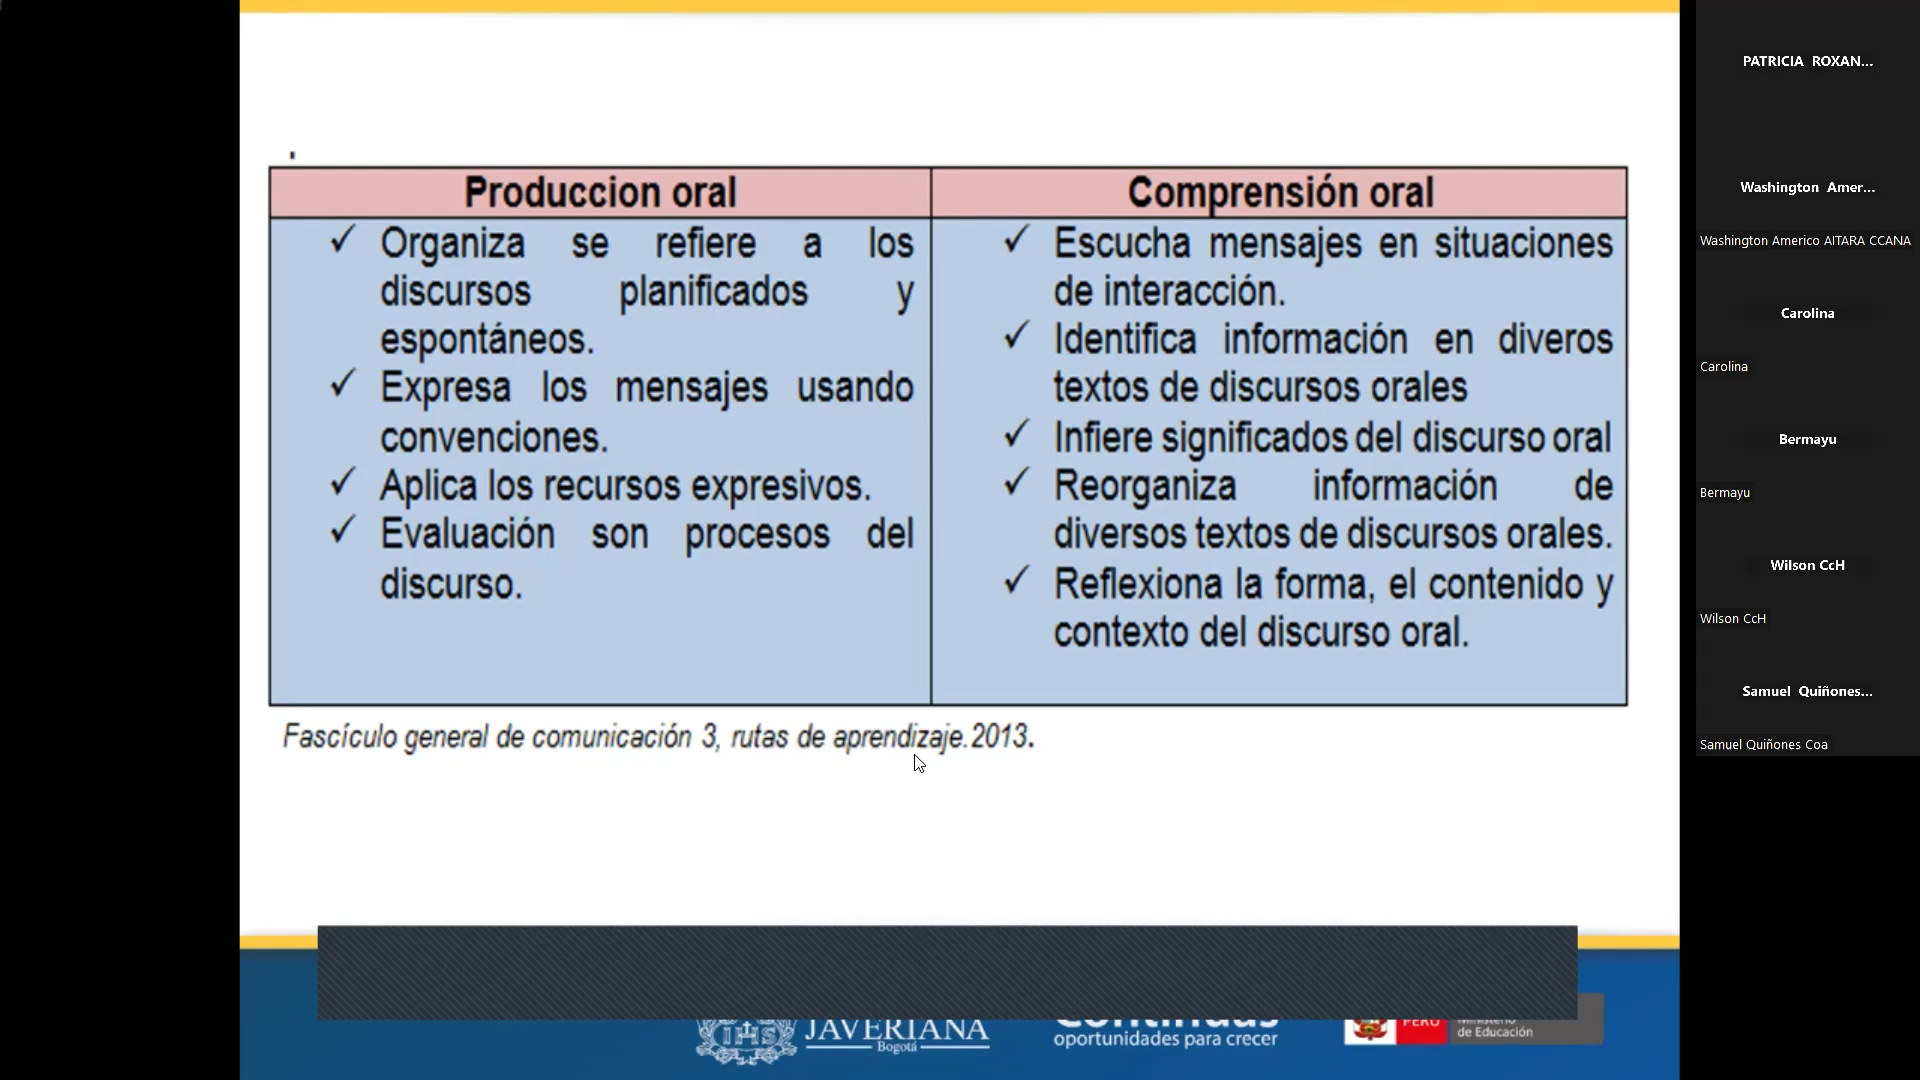 Produccion oral
Organiza se refiere a los
discursos planificados y
espontáneos.
Expresa los mensajes usando
convenciones.
Aplica los recursos expresivos.
Evaluación son procesos del
discurso.
Comprensión oral
Escucha mensajes en situaciones
de interacción.
Identifica información en diveros
textos de discursos orales
Infiere significados del discurso oral
Reorganiza información de
diversos textos de discursos orales.
Reflexiona la forma, el contenido y
contexto del discurso oral.
Fascículo general de comunicación 3, rutas de aprendizaje.2013.
IHS
JAVERIANA
Bogotá
Continuas
oportunidades para crecer
PERÚ
Ministerio
de Educación
PATRICIA ROXAN...
Washington Amer...
Washington Americo AITARA CCANA
Carolina
Carolina
Bermayu
Bermayu
Wilson CcH
Wilson CcH
Samuel Quiñones...
Samuel Quiñones Coa